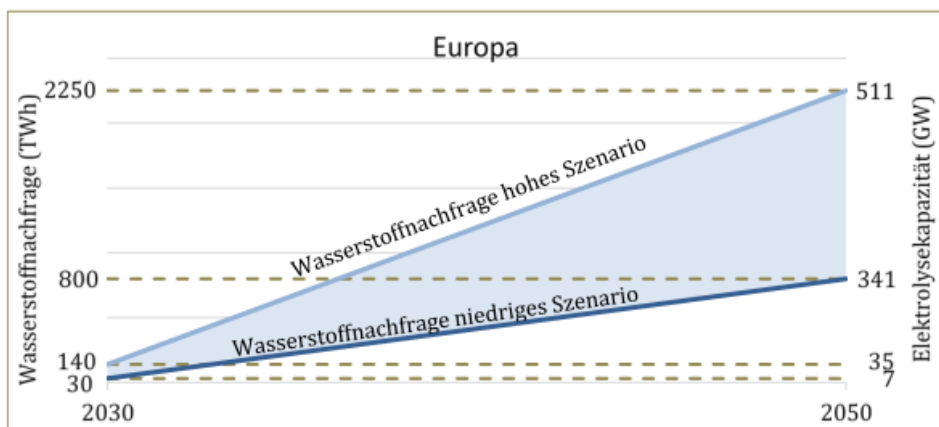 Europa
Wasserstoffnachfrage (TWh)
2250
800
140
30
Wasserstoffnachfrage hohes Szenario
Wasserstoffnachfrage niedriges Szenario
511
341
35
7
Elektrolysekapazität (GW)
2030
2050